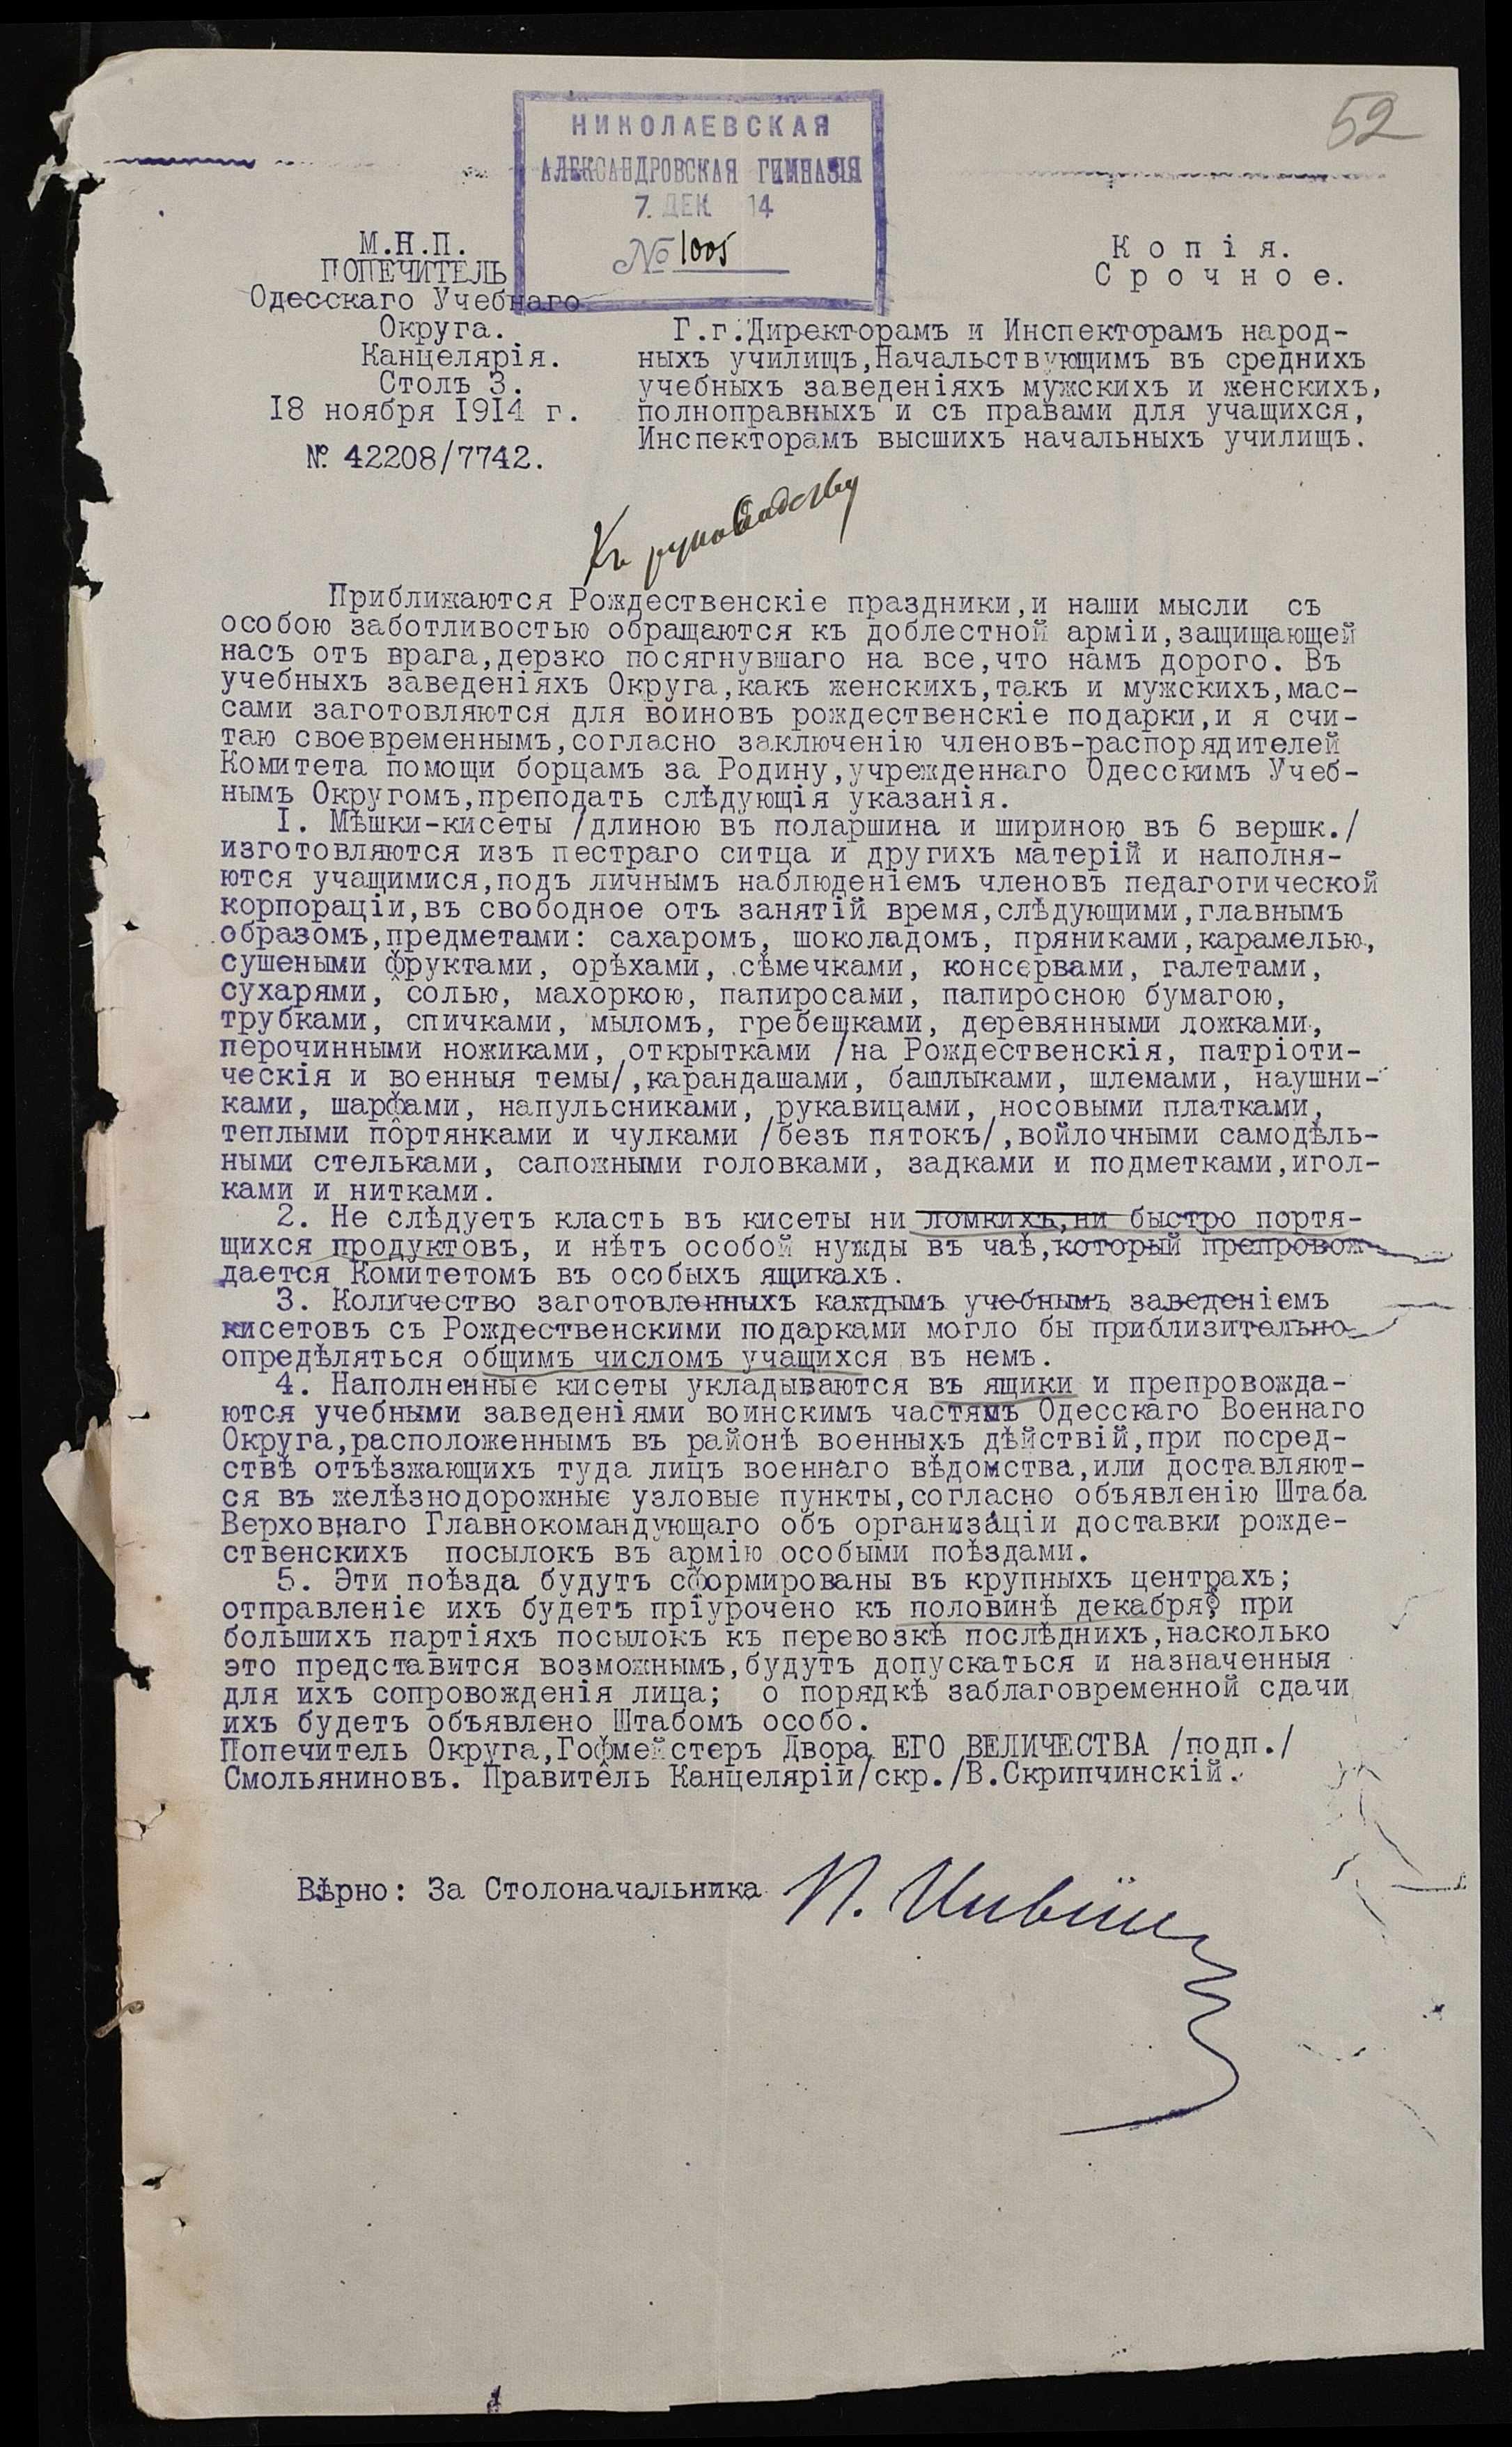 52
НИКОЛАЕВСКАЯ
АЛЕКСАНДРОВСКАЯ ГИМНАЗІЯ
7. ДЕК 14
№ 1005
М.Н.П.
ПОПЕЧИТЕЛЬ
Одесскаго Учебнаго
Округа.
Канцелярія.
Столъ 3.
I8 ноября I9I4 г.
№ 42208/7742.
Копія.
Срочное.
Г.г.Директорамъ и Инспекторамъ народ-
ныхъ училищъ,Начальствующимъ въ среднихъ
учебныхъ заведеніяхъ мужскихъ и женскихъ,
полноправныхъ и съ правами для учащихся,
Инспекторамъ высшихъ начальныхъ училищъ.
Къ руководству
Приближаются Рождественскіе праздники,и наши мысли съ
особою заботливостью обращаются къ доблестной арміи,защищающей
насъ отъ врага,дерзко посягнувшаго на все,что намъ дорого. Въ
учебныхъ заведеніяхъ Округа,какъ женскихъ,такъ и мужскихъ,мас-
сами заготовляются для воиновъ рождественскіе подарки,и я счи-
таю своевременнымъ,согласно заключенію членовъ-распорядителей
Комитета помощи борцамъ за Родину,учрежденнаго Одесскимъ Учеб-
нымъ Округомъ,преподать слѣдующія указанія.
I. Мѣшки-кисеты /длиною въ поларшина и шириною въ 6 вершк./
изготовляются изъ пестраго ситца и другихъ матерій и наполня-
ются учащимися,подъ личнымъ наблюденіемъ членовъ педагогической
корпораціи,въ свободное отъ занятій время,слѣдующими,главнымъ
образомъ,предметами: сахаромъ, шоколадомъ, пряниками,карамелью,
сушеными фруктами, орѣхами, сѣмечками, консервами, галетами,
сухарями, солью, махоркою, папиросами, папиросною бумагою,
трубками, спичками, мыломъ, гребешками, деревянными ложками,
перочинными ножиками, открытками /на Рождественскія, патріоти-
ческія и военныя темы/,карандашами, башлыками, шлемами, наушни-
ками, шарфами, напульсниками, рукавицами, носовыми платками,
теплыми портянками и чулками /безъ пятокъ/,войлочными самодѣль-
ными стельками, сапожными головками, задками и подметками,игол-
ками и нитками.
2. Не слѣдуетъ класть въ кисеты ни ломкихъ,ни быстро портя-
щихся продуктовъ, и нѣтъ особой нужды въ чаѣ,который препровож-
дается Комитетомъ въ особыхъ ящикахъ.
3. Количество заготовленныхъ каждымъ учебнымъ заведеніемъ
кисетовъ съ Рождественскими подарками могло бы приблизительно
опредѣляться общимъ числомъ учащихся въ немъ.
4. Наполненные кисеты укладываются въ ящики и препровожда-
ются учебными заведеніями воинскимъ частямъ Одесскаго Военнаго
Округа,расположеннымъ въ районѣ военныхъ дѣйствій,при посред-
ствѣ отъѣзжающихъ туда лицъ военнаго вѣдомства,или доставляют-
ся въ желѣзнодорожные узловые пункты,согласно объявленію Штаба
Верховнаго Главнокомандующаго объ организаціи доставки рожде-
ственскихъ посылокъ въ армію особыми поѣздами.
5. Эти поѣзда будутъ сформированы въ крупныхъ центрахъ;
отправленіе ихъ будетъ пріурочено къ половинѣ декабря; при
большихъ партіяхъ посылокъ къ перевозкѣ послѣднихъ,насколько
это представится возможнымъ,будутъ допускаться и назначенныя
для ихъ сопровожденія лица; о порядкѣ заблаговременной сдачи
ихъ будетъ объявлено Штабомъ особо.
Попечитель Округа,Гофмейстеръ Двора ЕГО ВЕЛИЧЕСТВА /подп./
Смольяниновъ. Правитель Канцеляріи/скр./В.Скрипчинскій.
Вѣрно: За Столоначальника